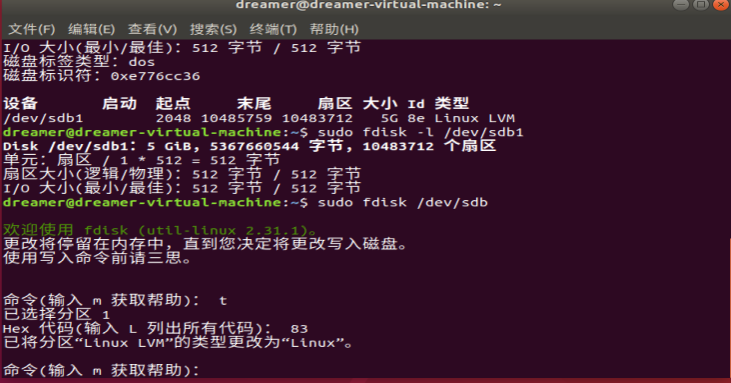 dreamer@dreamer-virtual-machine: ~
文件(F) 编辑(E) 查看(V) 搜索(S) 终端(T) 帮助(H)
I/O 大小(最小/最佳)：512 字节 / 512 字节
磁盘标签类型：dos
磁盘标识符：0xe776cc36
设备 启动 起点 末尾 扇区 大小 Id 类型
/dev/sdb1 2048 10485759 10483712 5G 8e Linux LVM
dreamer@dreamer-virtual-machine:~$ sudo fdisk -l /dev/sdb1
Disk /dev/sdb1：5 GiB，5367660544 字节，10483712 个扇区
单元：扇区 / 1 * 512 = 512 字节
扇区大小(逻辑/物理)：512 字节 / 512 字节
I/O 大小(最小/最佳)：512 字节 / 512 字节
dreamer@dreamer-virtual-machine:~$ sudo fdisk /dev/sdb
欢迎使用 fdisk (util-linux 2.31.1)。
更改将停留在内存中，直到您决定将更改写入磁盘。
使用写入命令前请三思。
命令(输入 m 获取帮助)： t
已选择分区 1
Hex 代码(输入 L 列出所有代码)： 83
已将分区“Linux LVM”的类型更改为“Linux”。
命令(输入 m 获取帮助)：